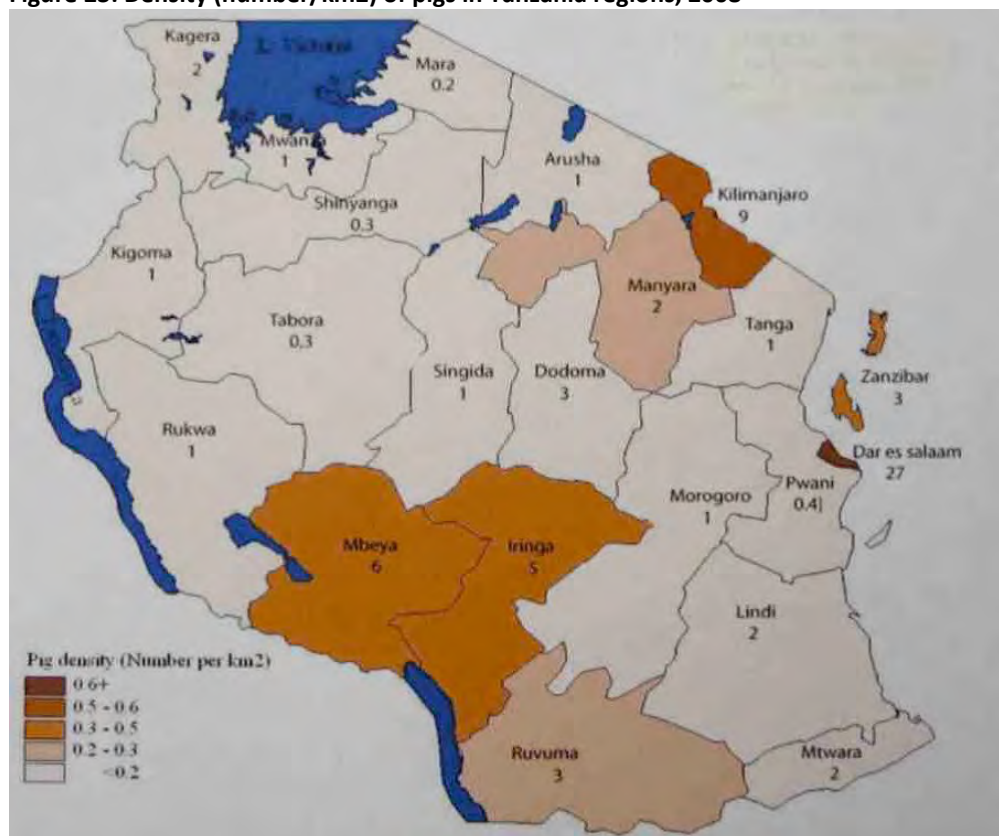 Kagera
2
L. Victoria
Mara
0.2
Mwanza
1
Arusha
1
Kilimanjaro
9
Shinyanga
0.3
Kigoma
1
Manyara
2
Tabora
0.3
Tanga
1
Singida
1
Dodoma
3
Zanzibar
3
Rukwa
1
Dar es salaam
27
Pwani
0.4]
Morogoro
1
Mbeya
6
Iringa
5
Lindi
2
Ruvuma
3
Mtwara
2
Pig density (Number per km2)
0.6+
0.5 - 0.6
0.3 - 0.5
0.2 - 0.3
<0.2